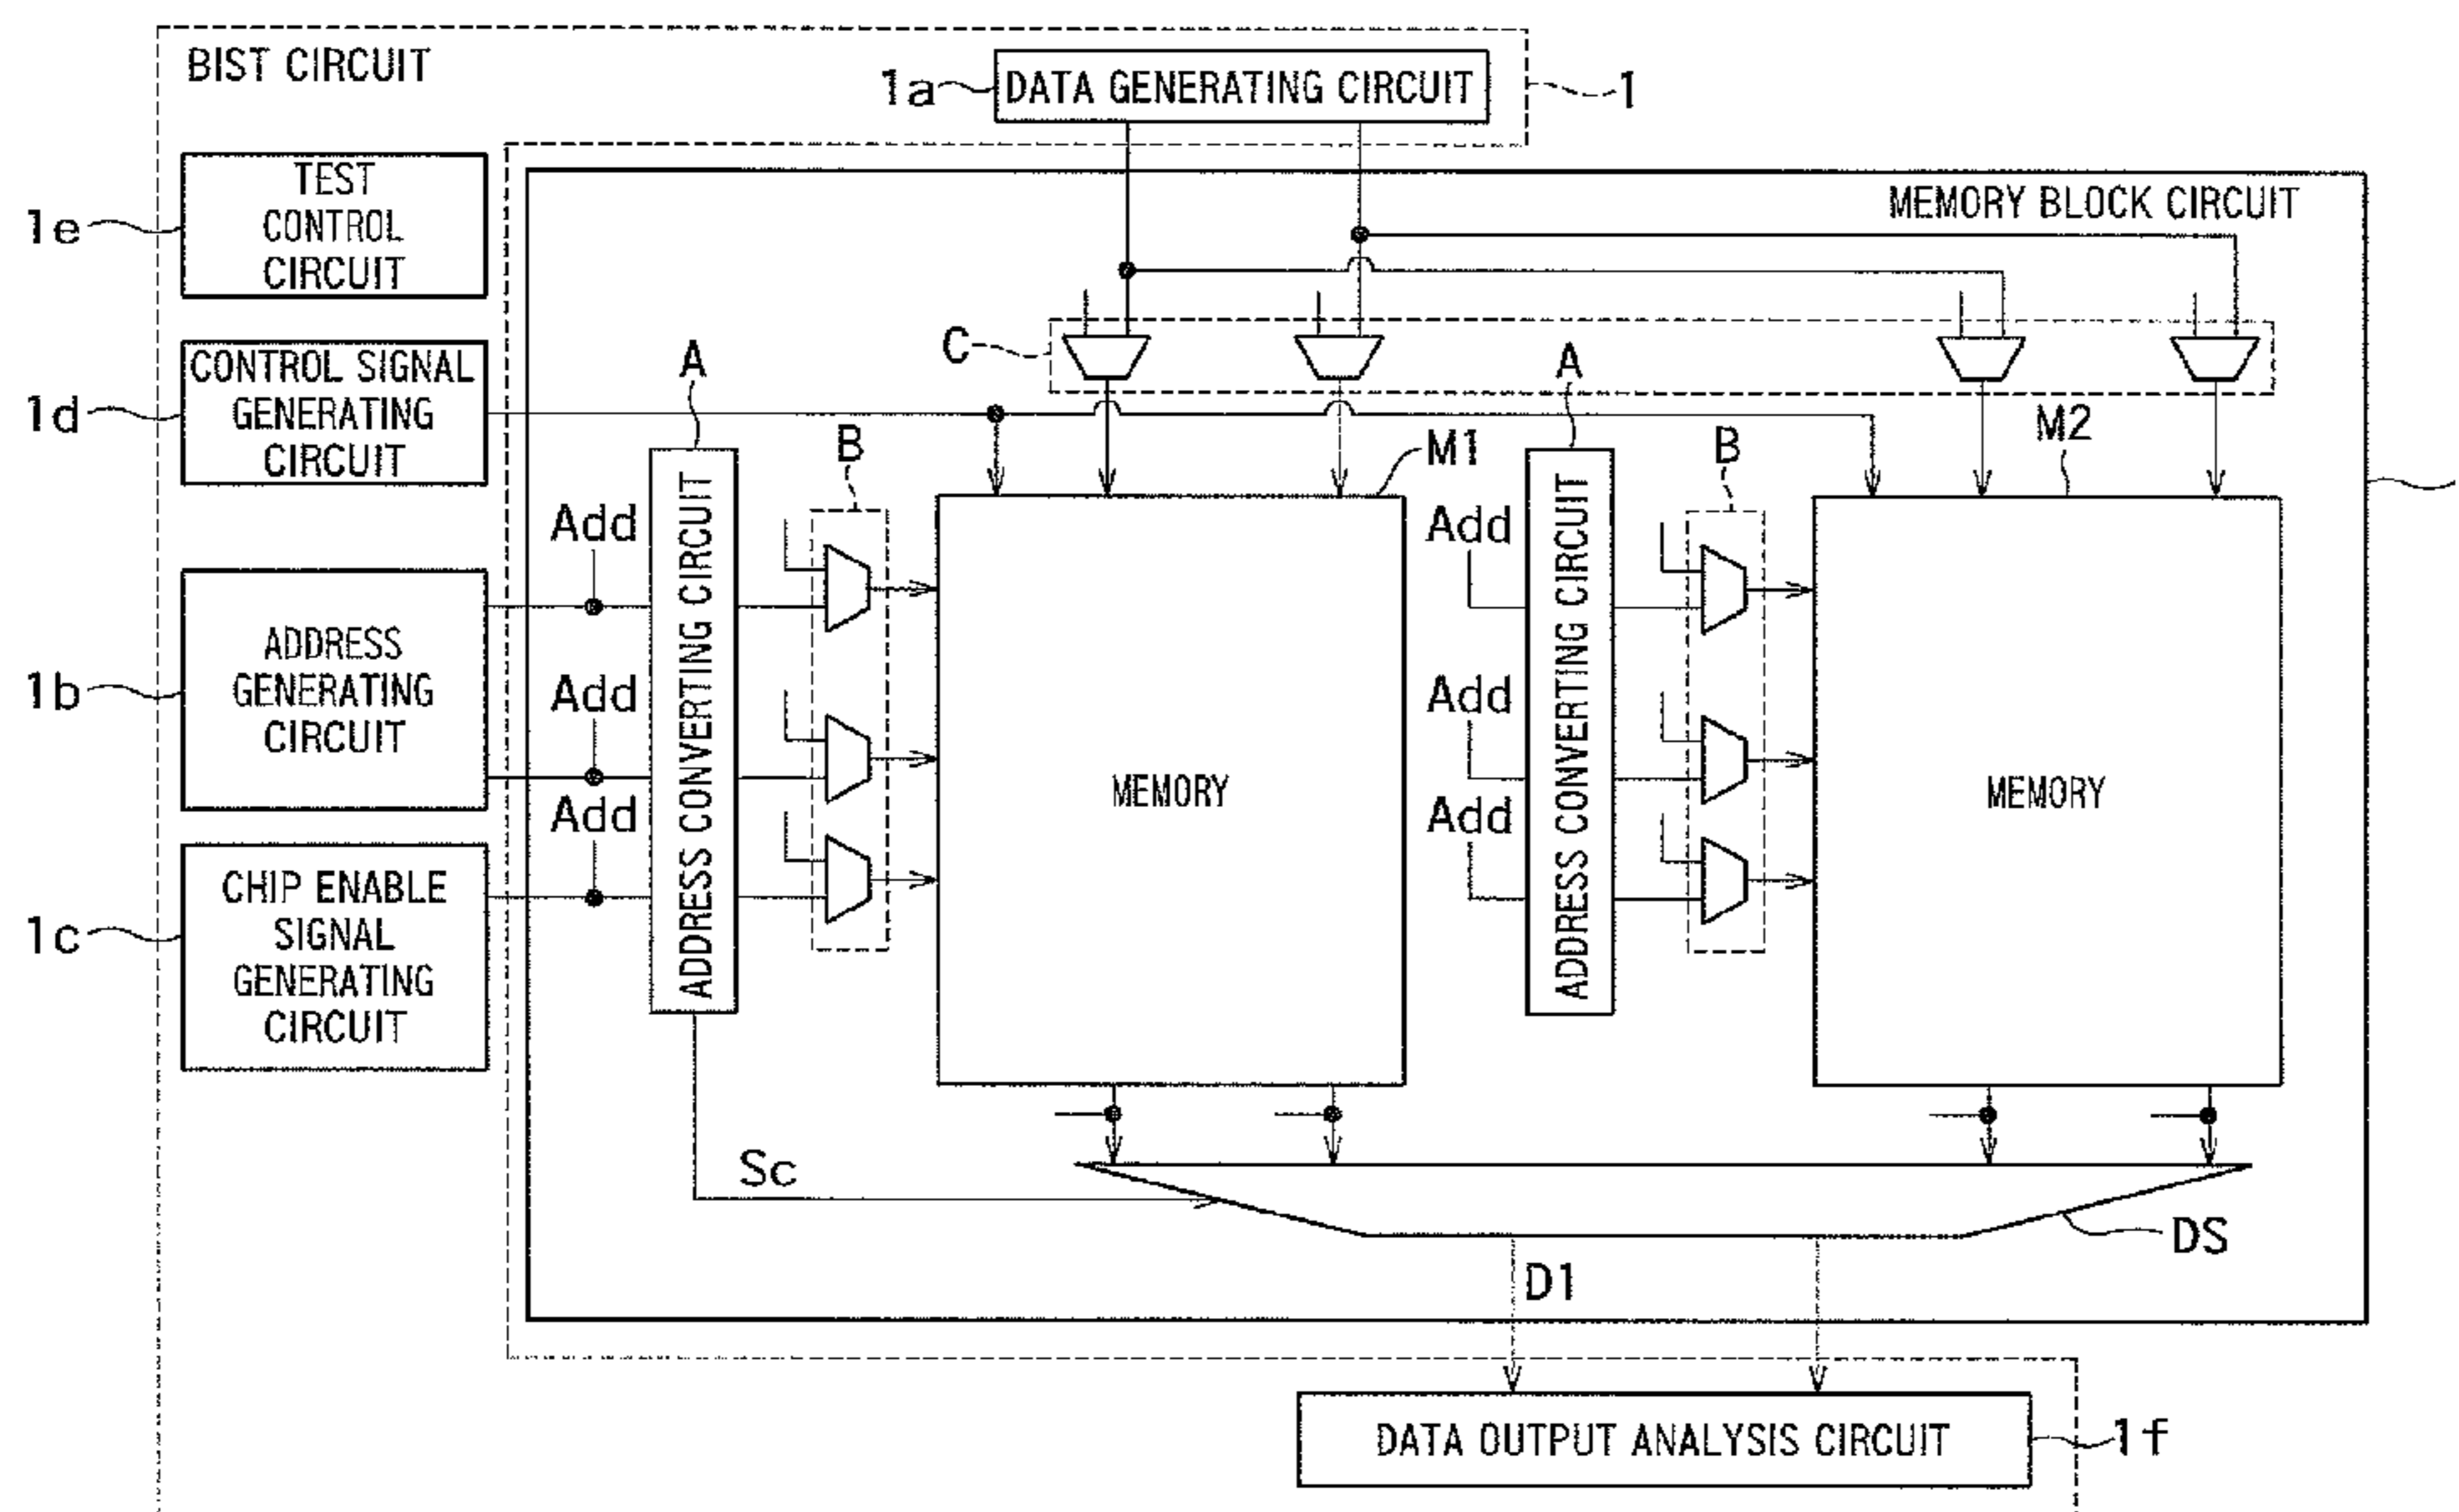 BIST CIRCUIT
1a
DATA GENERATING CIRCUIT
1
1e
TEST
CONTROL
CIRCUIT
MEMORY BLOCK CIRCUIT
1d
CONTROL SIGNAL
GENERATING
CIRCUIT
C
A
A
B
M1
B
M2
1b
ADDRESS
GENERATING
CIRCUIT
Add
Add
Add
ADDRESS CONVERTING CIRCUIT
MEMORY
Add
Add
Add
ADDRESS CONVERTING CIRCUIT
MEMORY
1c
CHIP ENABLE
SIGNAL
GENERATING
CIRCUIT
Sc
DS
D1
DATA OUTPUT ANALYSIS CIRCUIT
1f